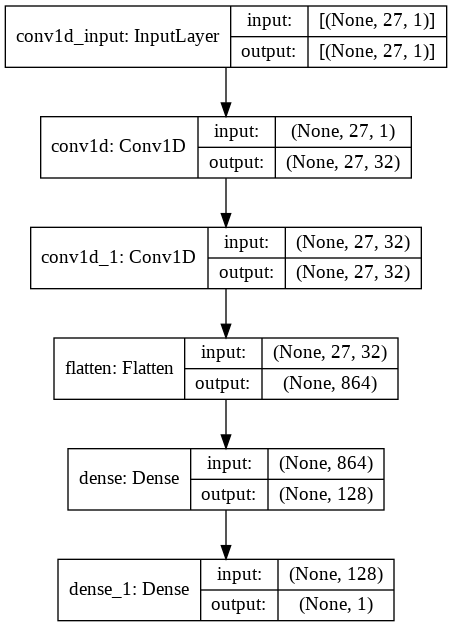 conv1d_input: InputLayer
input:
[(None, 27, 1)]
output:
[(None, 27, 1)]
conv1d: Conv1D
input:
(None, 27, 1)
output:
(None, 27, 32)
conv1d_1: Conv1D
input:
(None, 27, 32)
output:
(None, 27, 32)
flatten: Flatten
input:
(None, 27, 32)
output:
(None, 864)
dense: Dense
input:
(None, 864)
output:
(None, 128)
dense_1: Dense
input:
(None, 128)
output:
(None, 1)